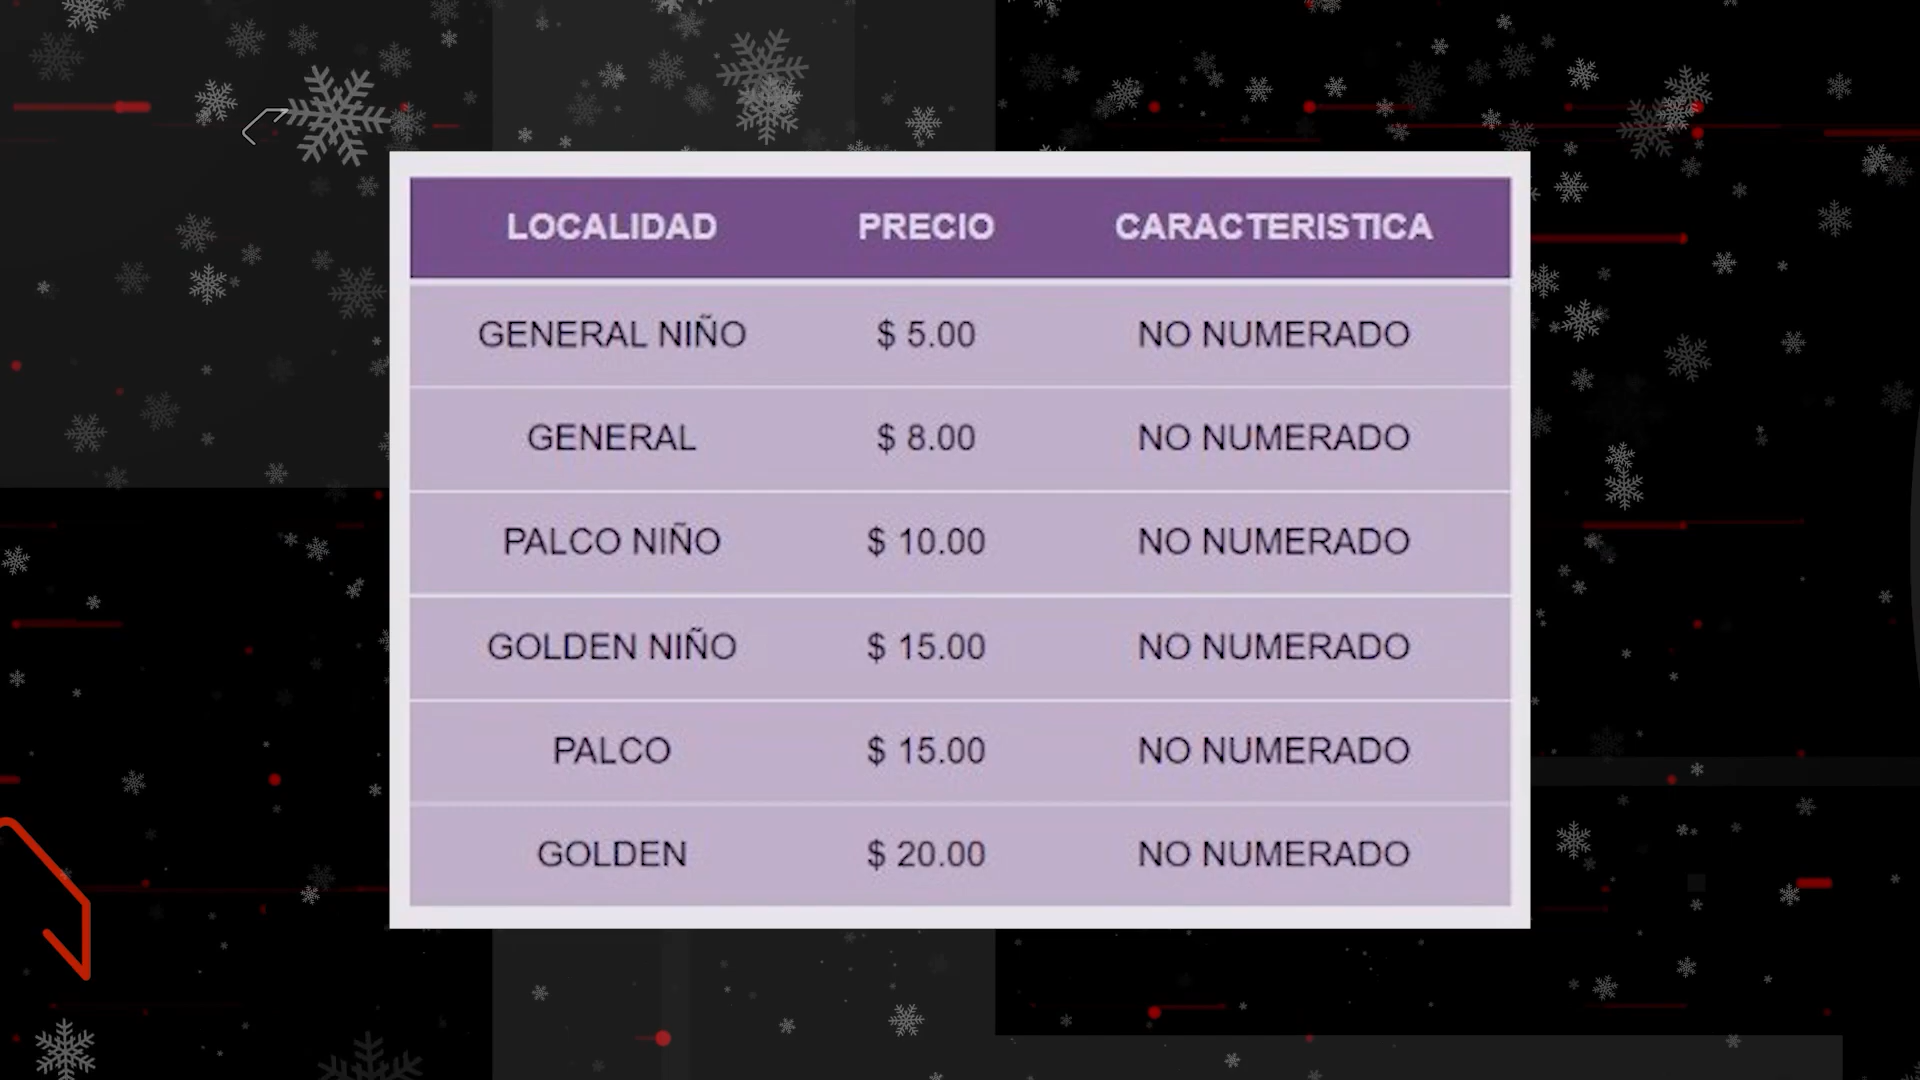 LOCALIDAD PRECIO CARACTERISTICA
GENERAL NIÑO $ 5.00 NO NUMERADO
GENERAL $ 8.00 NO NUMERADO
PALCO NIÑO $ 10.00 NO NUMERADO
GOLDEN NIÑO $ 15.00 NO NUMERADO
PALCO $ 15.00 NO NUMERADO
GOLDEN $ 20.00 NO NUMERADO